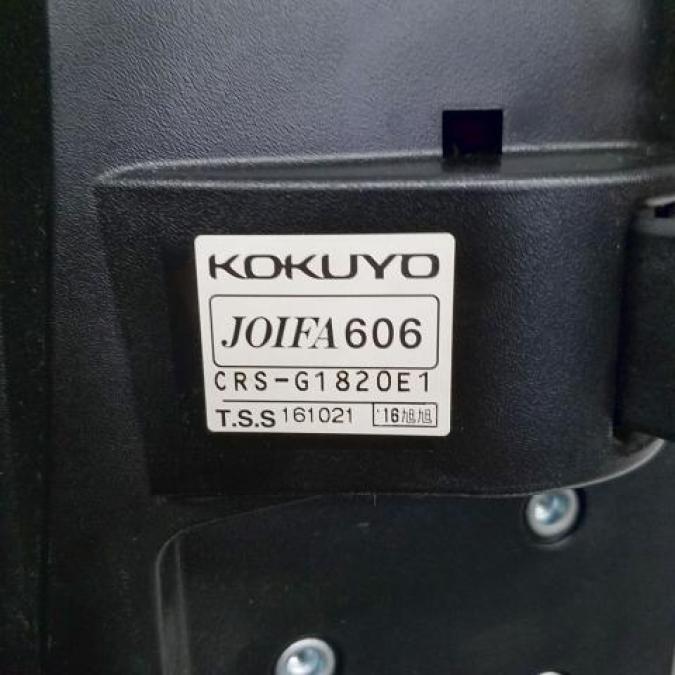 KOKUYO
JOIFA 606
CRS-G1820E1
T.S.S 161021 '16旭旭